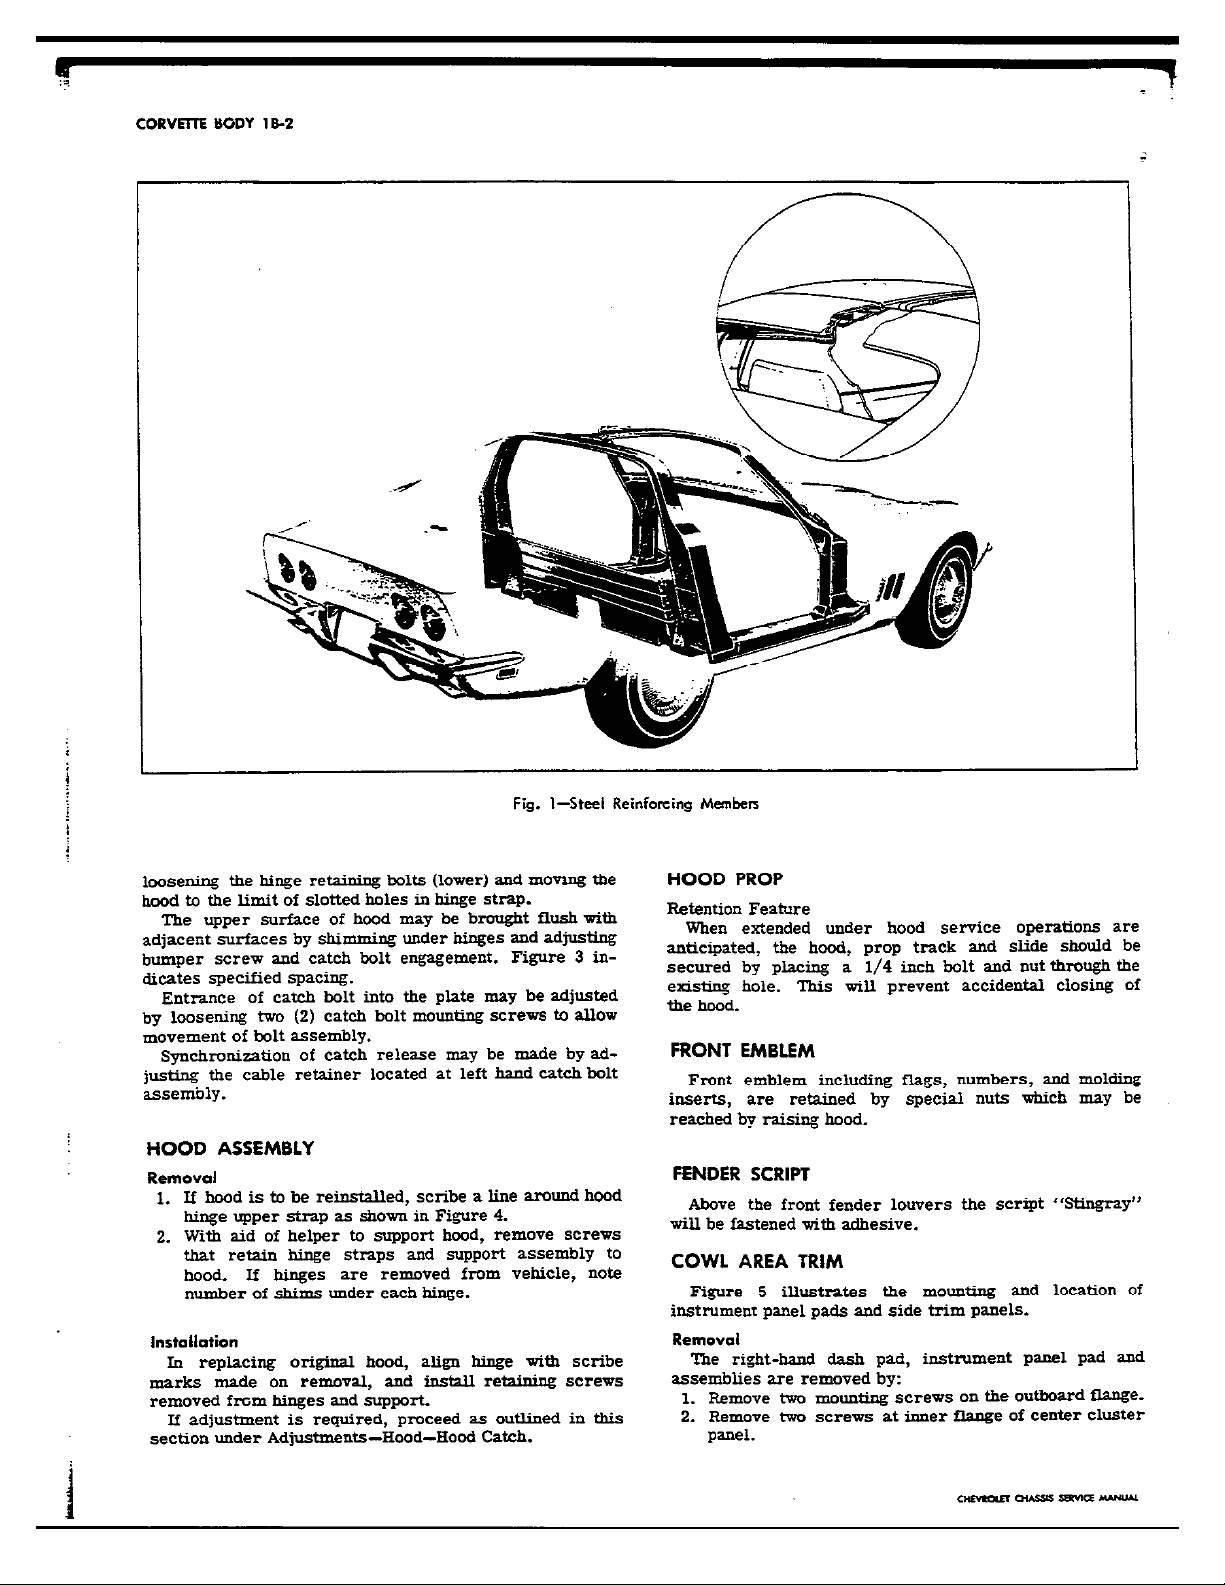 CORVETTE BODY 1B-2
Fig. 1—Steel Reinforcing Members
loosening the hinge retaining bolts (lower) and moving the
hood to the limit of slotted holes in hinge strap.
The upper surface of hood may be brought flush with
adjacent surfaces by shimming under hinges and adjusting
bumper screw and catch bolt engagement. Figure 3 in-
dicates specified spacing.
Entrance of catch bolt into the plate may be adjusted
by loosening two (2) catch bolt mounting screws to allow
movement of bolt assembly.
Synchronization of catch release may be made by ad-
justing the cable retainer located at left hand catch bolt
assembly.
HOOD ASSEMBLY
Removal
1. If hood is to be reinstalled, scribe a line around hood
hinge upper strap as shown in Figure 4.
2. With aid of helper to support hood, remove screws
that retain hinge straps and support assembly to
hood. If hinges are removed from vehicle, note
number of shims under each hinge.
Installation
In replacing original hood, align hinge with scribe
marks made on removal, and install retaining screws
removed from hinges and support.
If adjustment is required, proceed as outlined in this
section under Adjustments—Hood—Hood Catch.
HOOD PROP
Retention Feature
When extended under hood service operations are
anticipated, the hood, prop track and slide should be
secured by placing a 1/4 inch bolt and nut through the
existing hole. This will prevent accidental closing of
the hood.
FRONT EMBLEM
Front emblem including flags, numbers, and molding
inserts, are retained by special nuts which may be
reached by raising hood.
FENDER SCRIPT
Above the front fender louvers the script "Stingray"
will be fastened with adhesive.
COWL AREA TRIM
Figure 5 illustrates the mounting and location of
instrument panel pads and side trim panels.
Removal
The right-hand dash pad, instrument panel pad and
assemblies are removed by:
1. Remove two mounting screws on the outboard flange.
2. Remove two screws at inner flange of center cluster
panel.
CHEVROLET CHASSIS SERVICE MANUAL